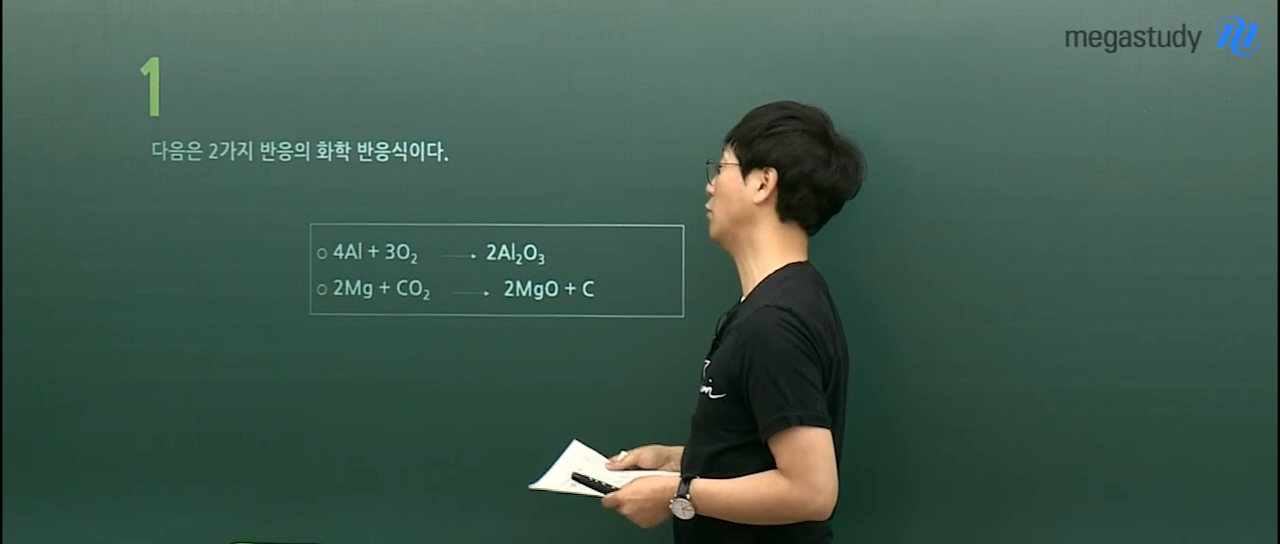 megastudy
1
다음은 2가지 반응의 화학 반응식이다.
○ 4Al + 3O₂ → 2Al₂O₃
○ 2Mg + CO₂ → 2MgO + C